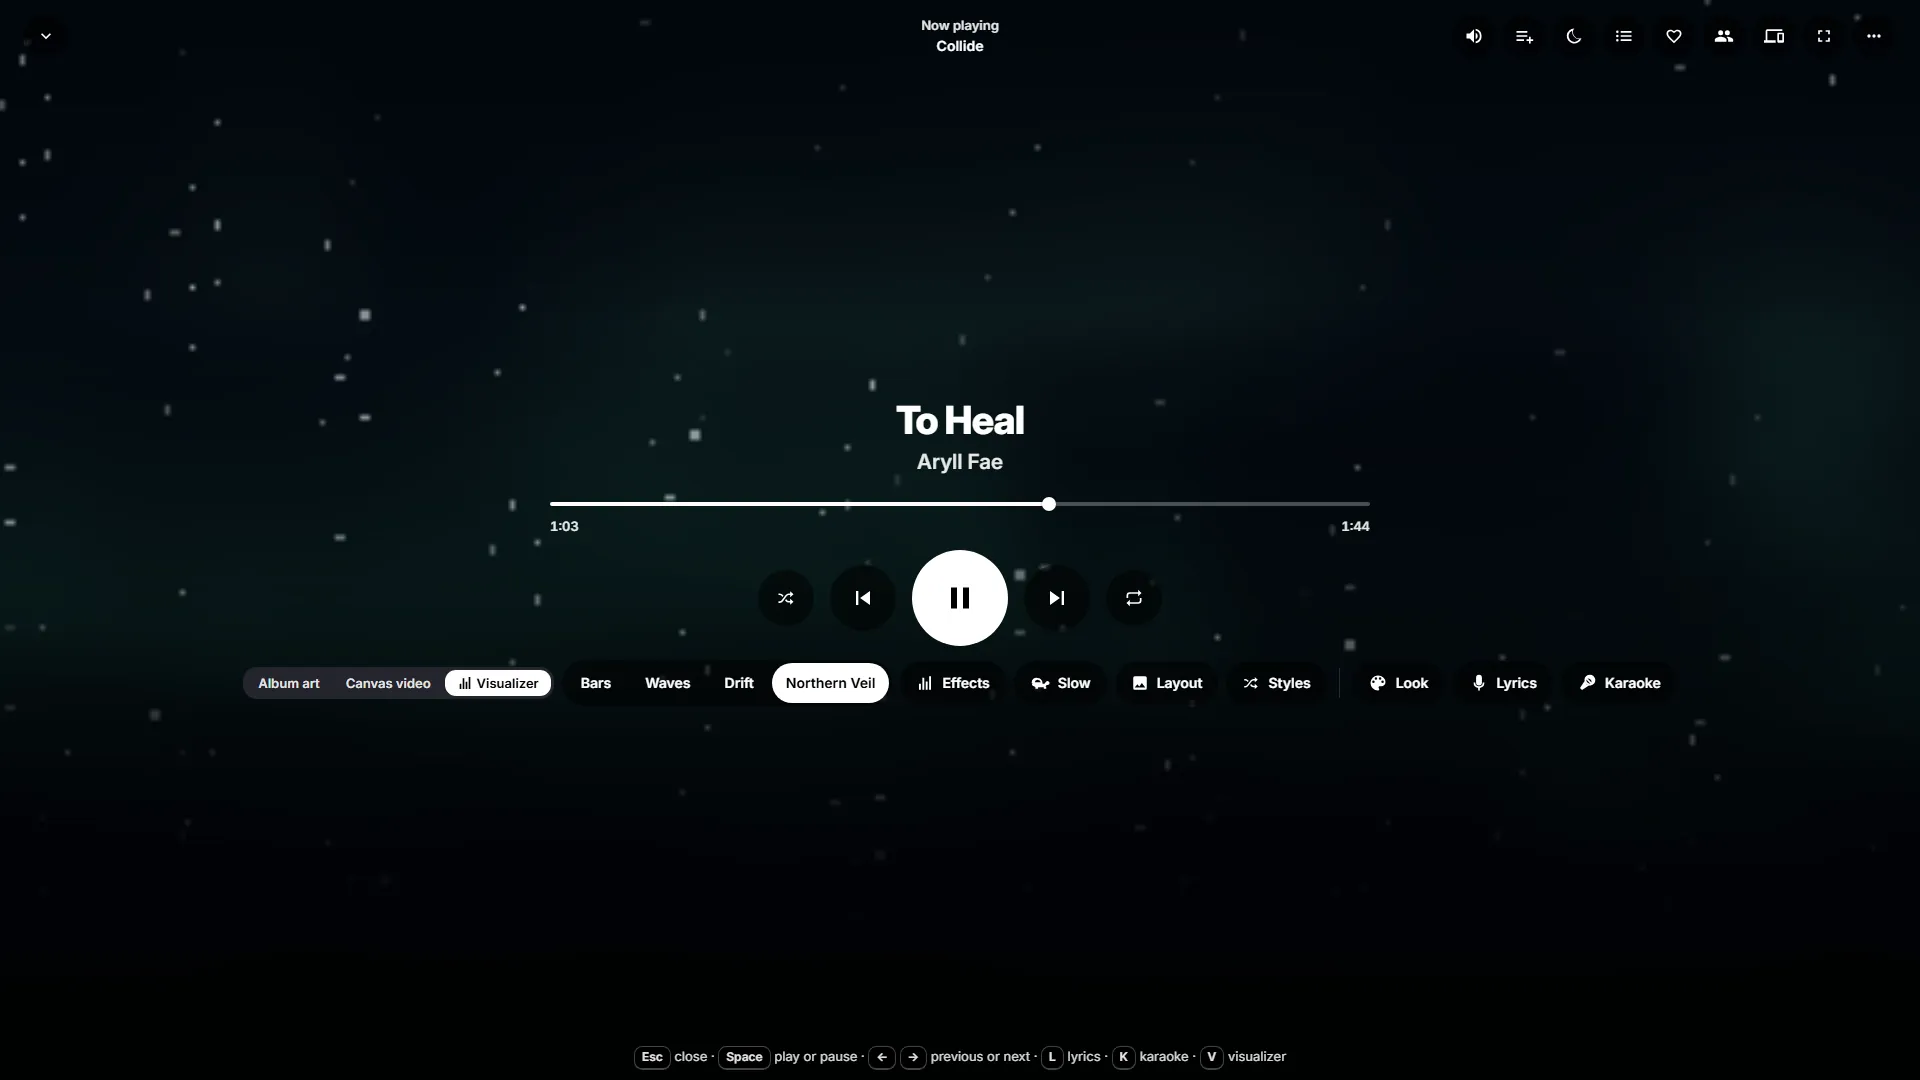 Now playing
Collide
To Heal
Aryll Fae
1:03 1:44
Album art Canvas video Visualizer Bars Waves Drift Northern Veil Effects Slow Layout Styles Look Lyrics Karaoke
Esc close · Space play or pause · ← → previous or next · L lyrics · K karaoke · V visualizer